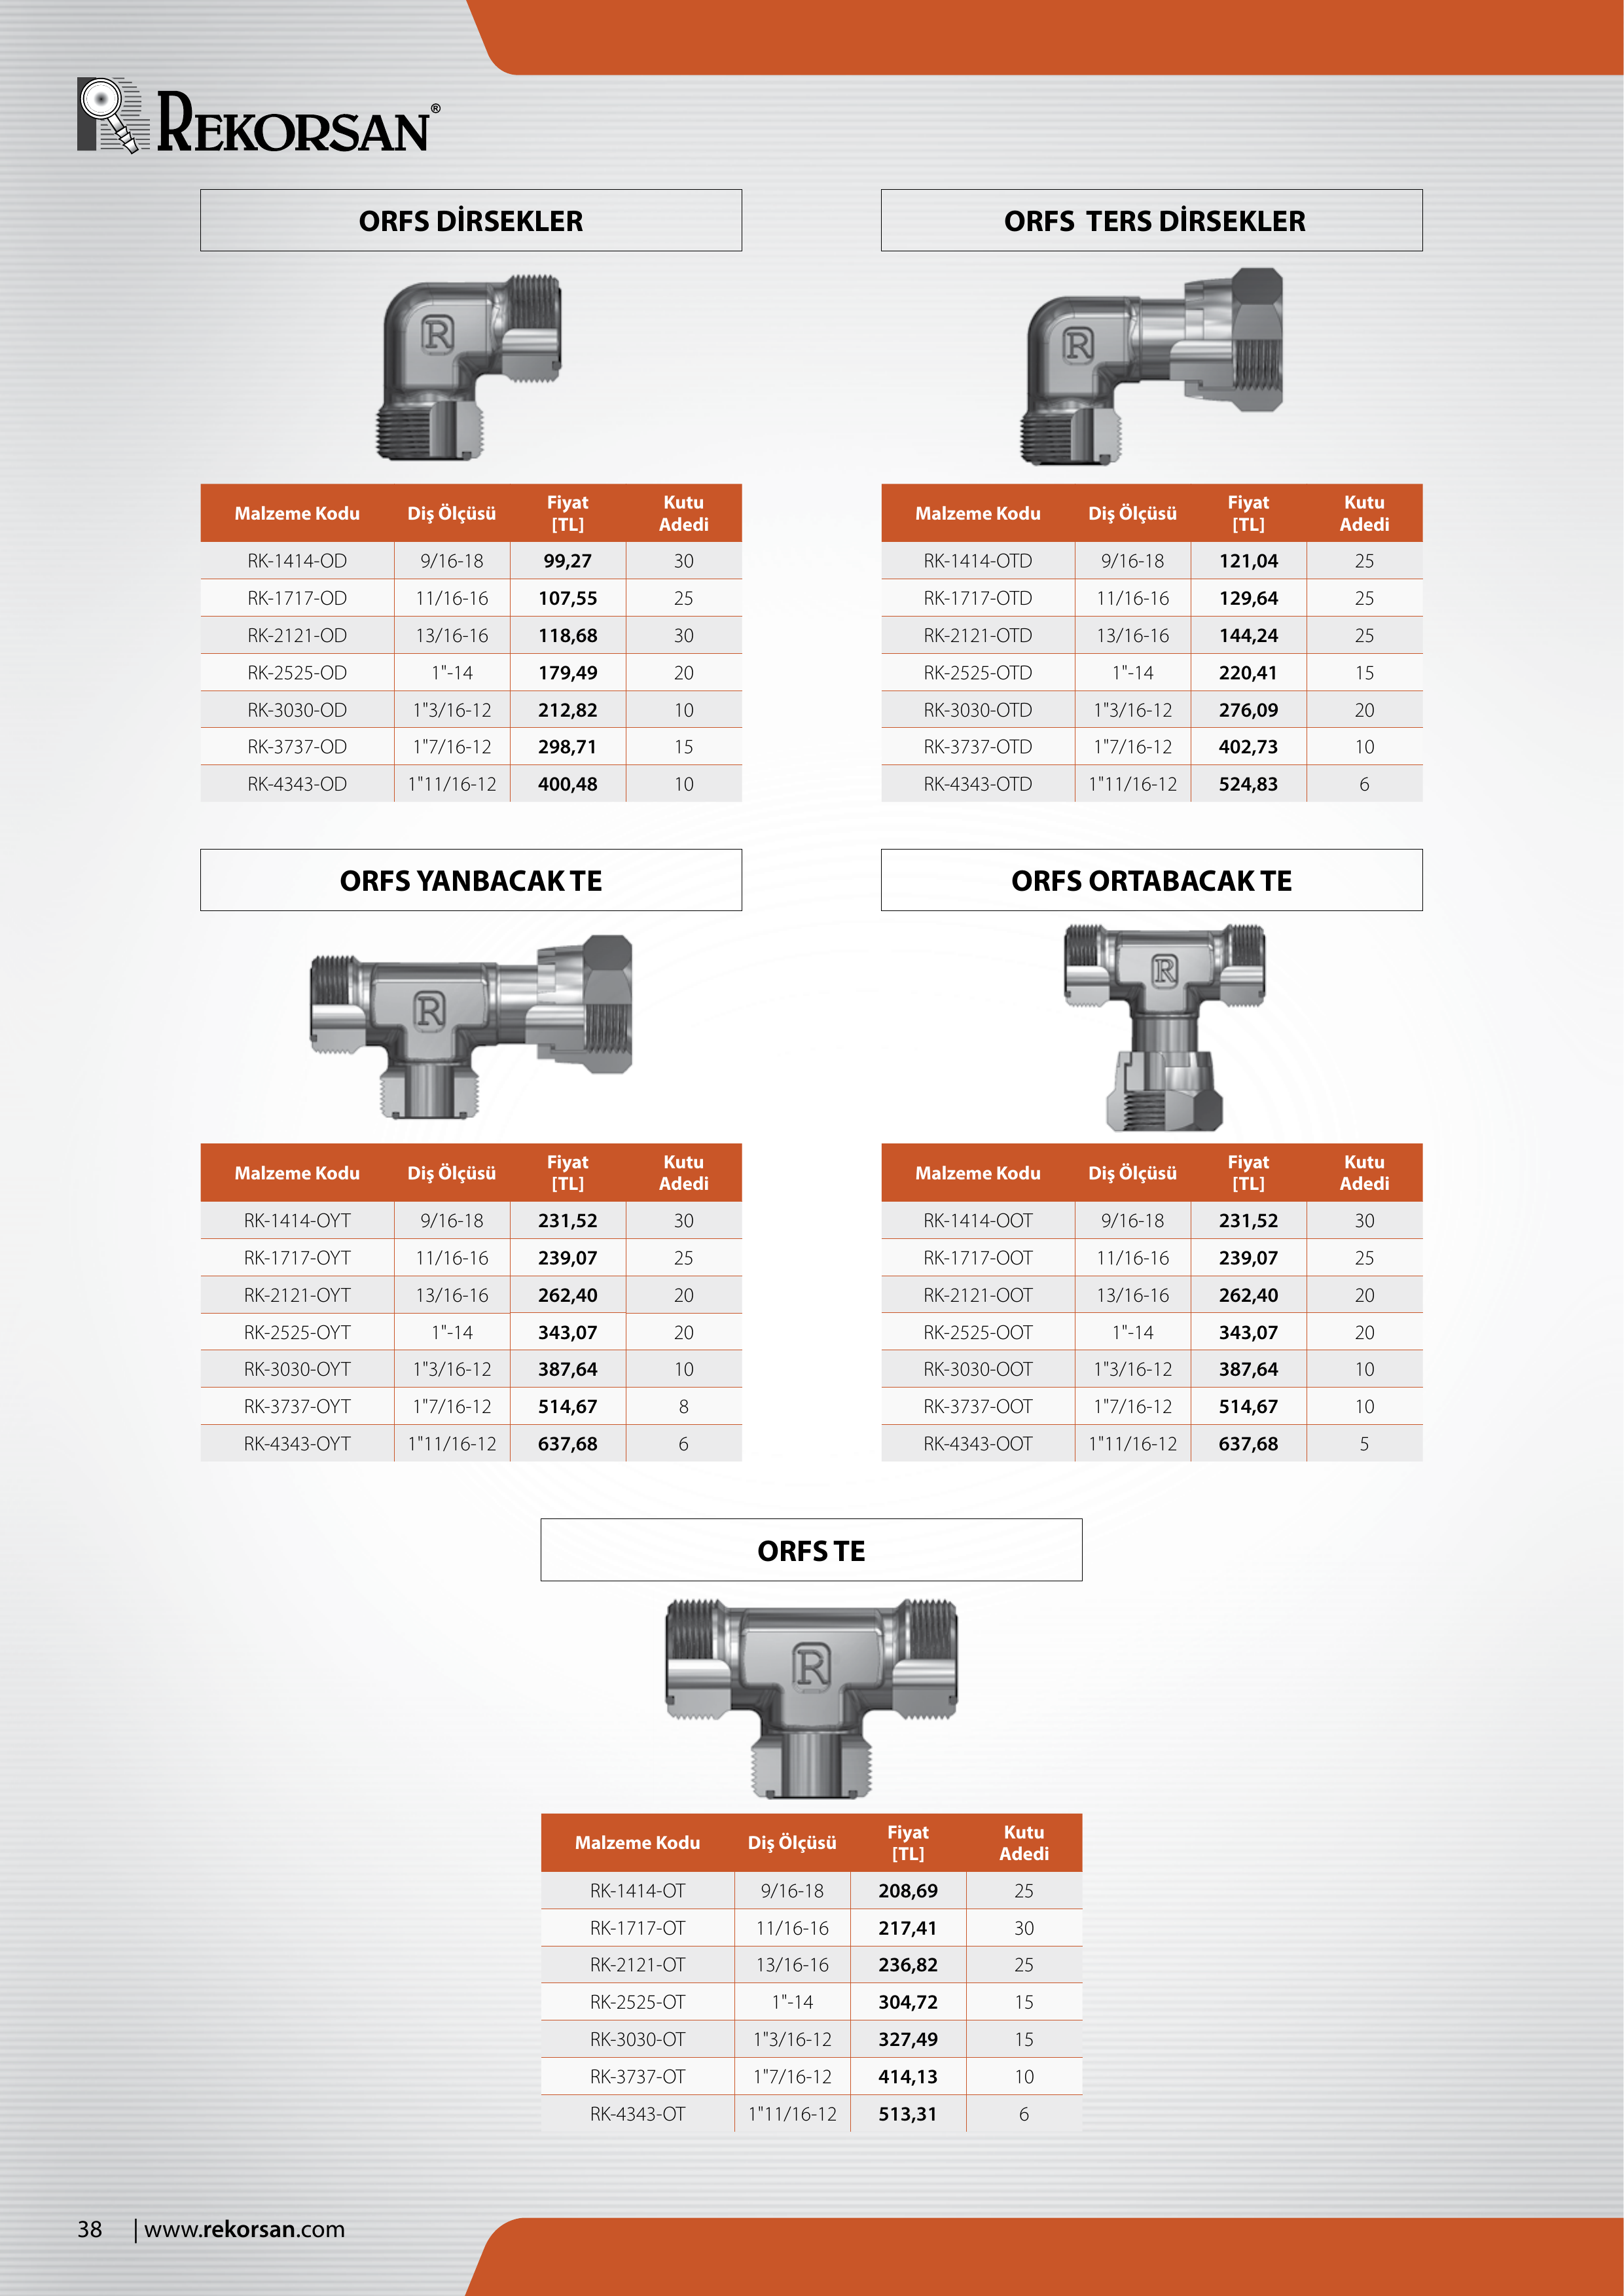 REKORSAN®
ORFS DİRSEKLER
Malzeme Kodu Diş Ölçüsü Fiyat [TL] Kutu Adedi
RK-1414-OD 9/16-18 99,27 30
RK-1717-OD 11/16-16 107,55 25
RK-2121-OD 13/16-16 118,68 30
RK-2525-OD 1"-14 179,49 20
RK-3030-OD 1"3/16-12 212,82 10
RK-3737-OD 1"7/16-12 298,71 15
RK-4343-OD 1"11/16-12 400,48 10
ORFS TERS DİRSEKLER
Malzeme Kodu Diş Ölçüsü Fiyat [TL] Kutu Adedi
RK-1414-OTD 9/16-18 121,04 25
RK-1717-OTD 11/16-16 129,64 25
RK-2121-OTD 13/16-16 144,24 25
RK-2525-OTD 1"-14 220,41 15
RK-3030-OTD 1"3/16-12 276,09 20
RK-3737-OTD 1"7/16-12 402,73 10
RK-4343-OTD 1"11/16-12 524,83 6
ORFS YANBACAK TE
Malzeme Kodu Diş Ölçüsü Fiyat [TL] Kutu Adedi
RK-1414-OYT 9/16-18 231,52 30
RK-1717-OYT 11/16-16 239,07 25
RK-2121-OYT 13/16-16 262,40 20
RK-2525-OYT 1"-14 343,07 20
RK-3030-OYT 1"3/16-12 387,64 10
RK-3737-OYT 1"7/16-12 514,67 8
RK-4343-OYT 1"11/16-12 637,68 6
ORFS ORTABACAK TE
Malzeme Kodu Diş Ölçüsü Fiyat [TL] Kutu Adedi
RK-1414-OOT 9/16-18 231,52 30
RK-1717-OOT 11/16-16 239,07 25
RK-2121-OOT 13/16-16 262,40 20
RK-2525-OOT 1"-14 343,07 20
RK-3030-OOT 1"3/16-12 387,64 10
RK-3737-OOT 1"7/16-12 514,67 10
RK-4343-OOT 1"11/16-12 637,68 5
ORFS TE
Malzeme Kodu Diş Ölçüsü Fiyat [TL] Kutu Adedi
RK-1414-OT 9/16-18 208,69 25
RK-1717-OT 11/16-16 217,41 30
RK-2121-OT 13/16-16 236,82 25
RK-2525-OT 1"-14 304,72 15
RK-3030-OT 1"3/16-12 327,49 15
RK-3737-OT 1"7/16-12 414,13 10
RK-4343-OT 1"11/16-12 513,31 6
38 | www.rekorsan.com